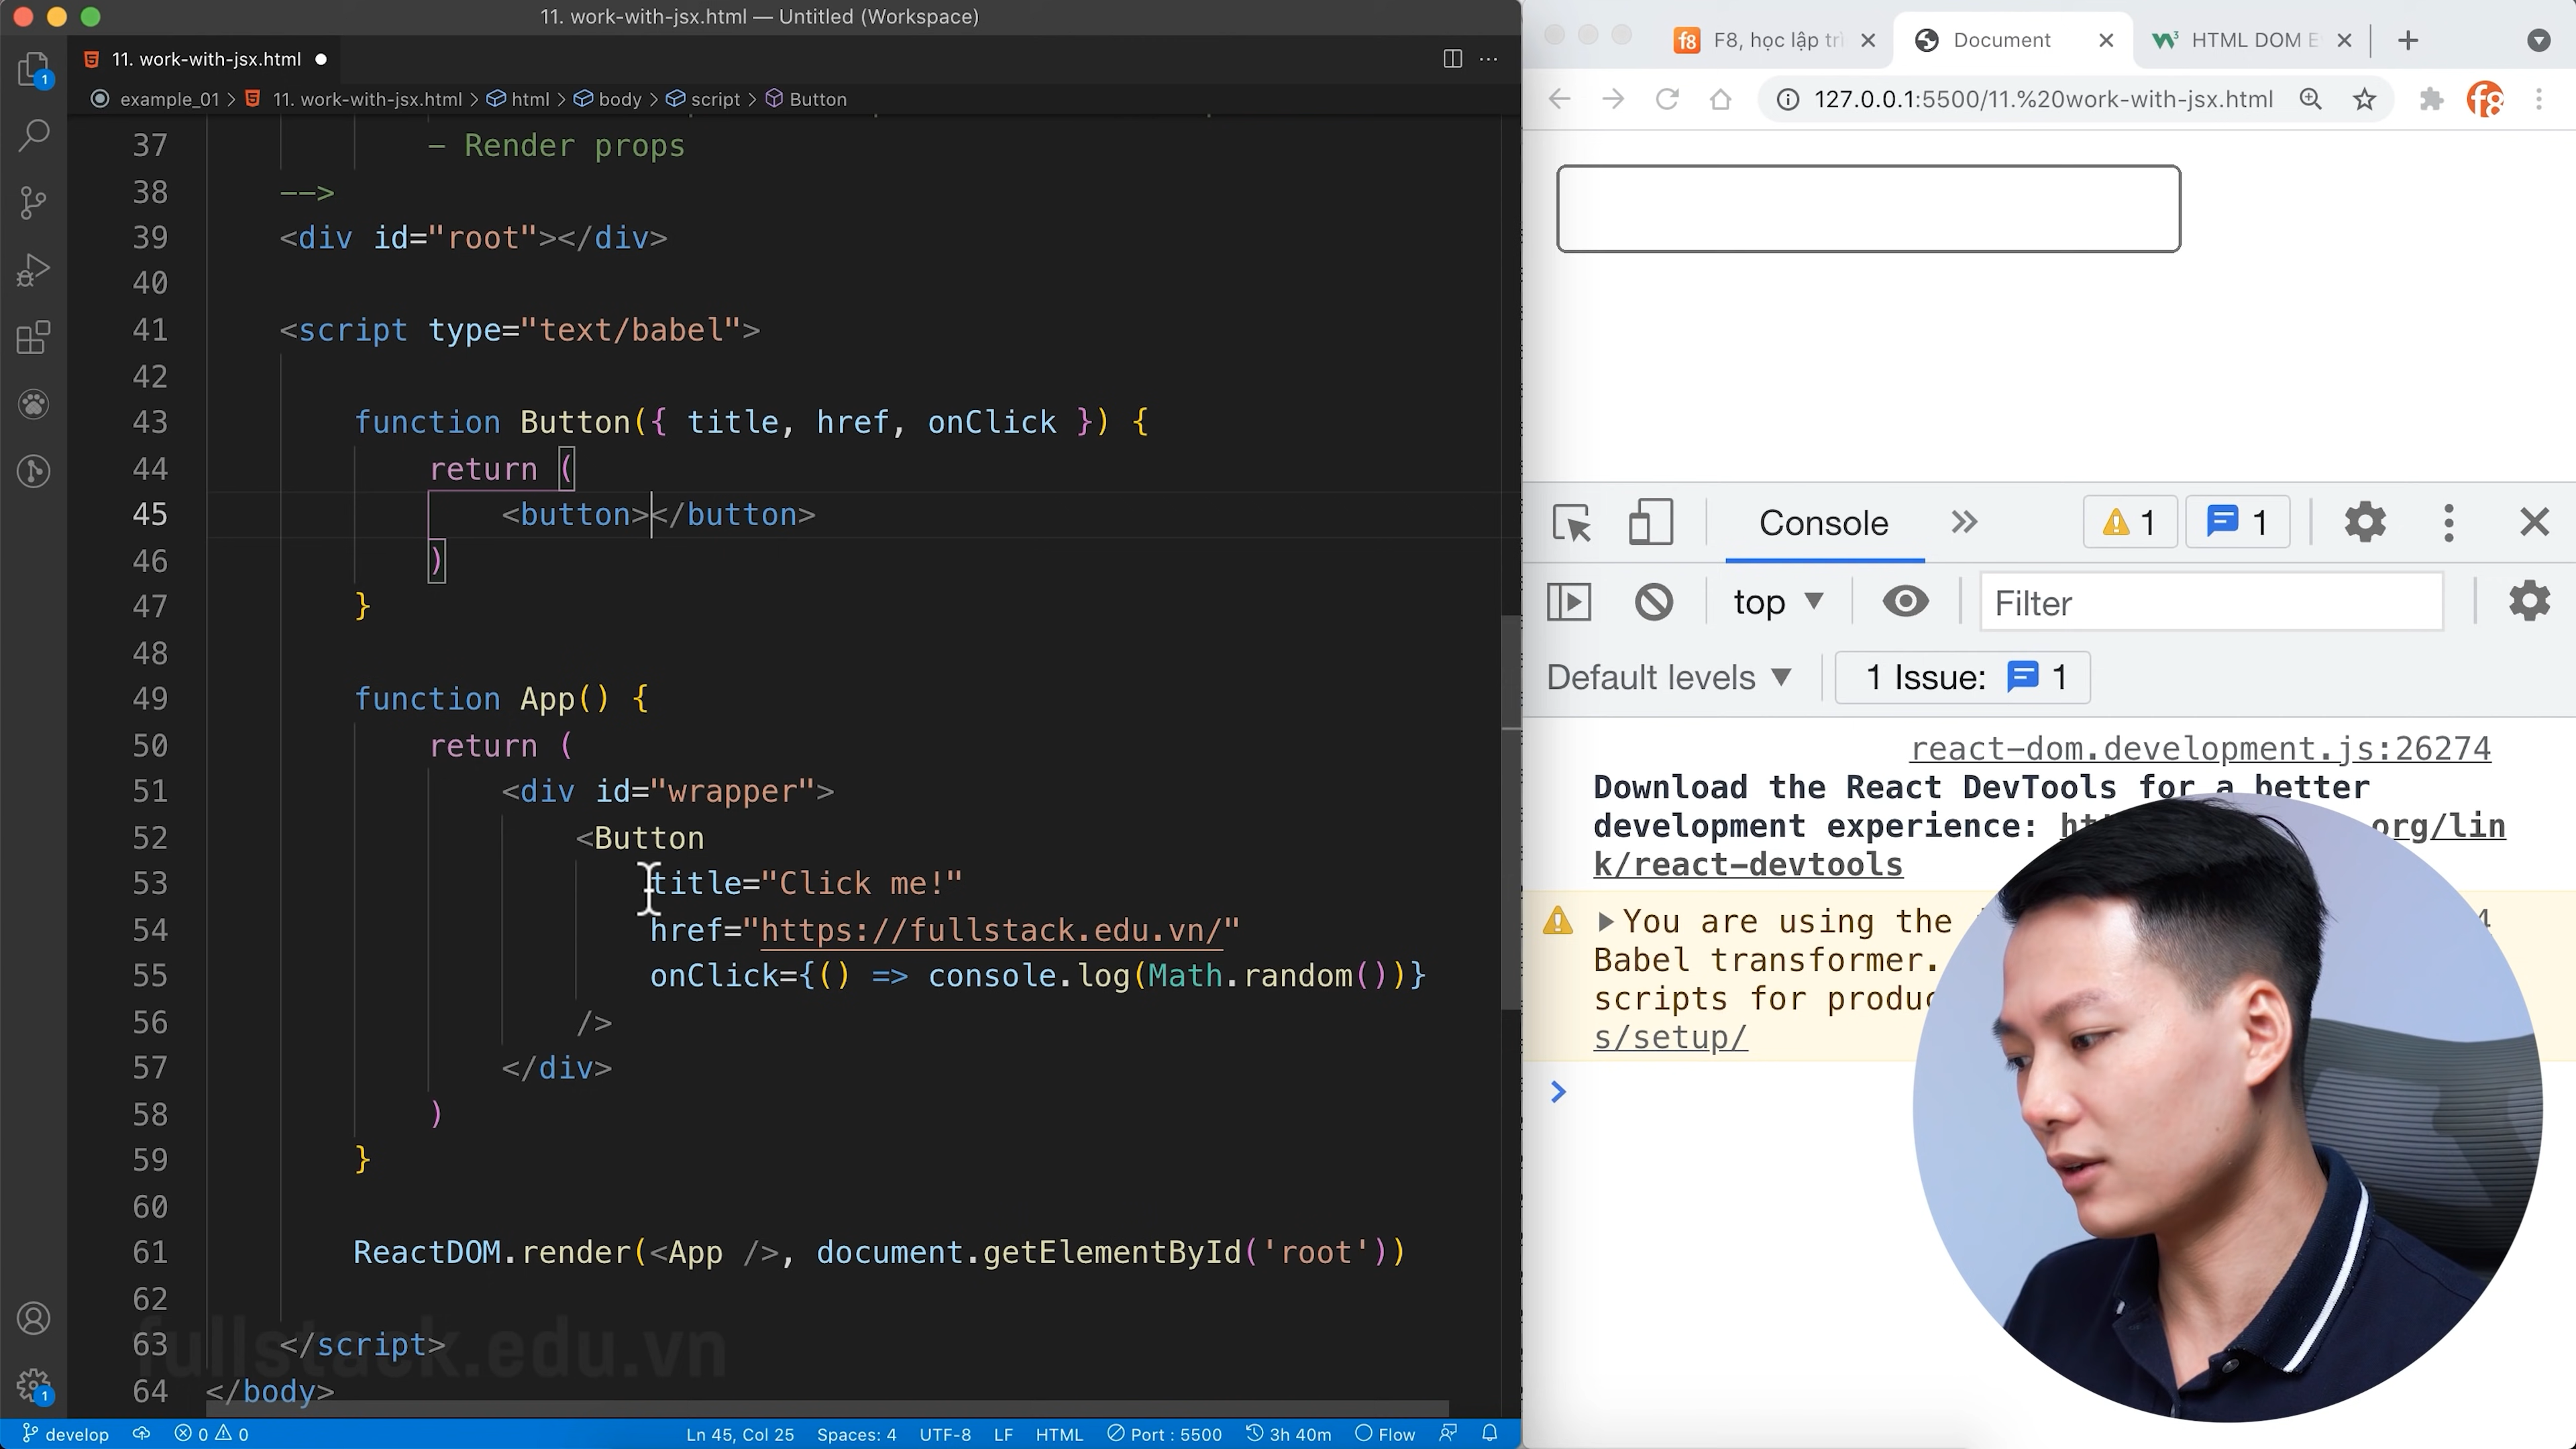 11. work-with-jsx.html — Untitled (Workspace)
11. work-with-jsx.html
example_01 > 11. work-with-jsx.html > html > body > script > Button
37 - Render props
38 -->
39 <div id="root"></div>
40
41 <script type="text/babel">
42
43 function Button({ title, href, onClick }) {
44 return (
45 <button></button>
46 )
47 }
48
49 function App() {
50 return (
51 <div id="wrapper">
52 <Button
53 title="Click me!"
54 href="https://fullstack.edu.vn/"
55 onClick={() => console.log(Math.random())}
56 />
57 </div>
58 )
59 }
60
61 ReactDOM.render(<App />, document.getElementById('root'))
62
63 </script>
64 </body>
fullstack.edu.vn
1
1
develop 0 0 Ln 45, Col 25 Spaces: 4 UTF-8 LF HTML Port : 5500 3h 40m Flow
f8 F8, học lập trì Document HTML DOM E
127.0.0.1:5500/11.%20work-with-jsx.html f8
Console 1 1
top Filter
Default levels 1 Issue: 1
react-dom.development.js:26274
Download the React DevTools for a better
development experience: org/lin
k/react-devtools
You are using the 4
Babel transformer.
scripts for produc
s/setup/